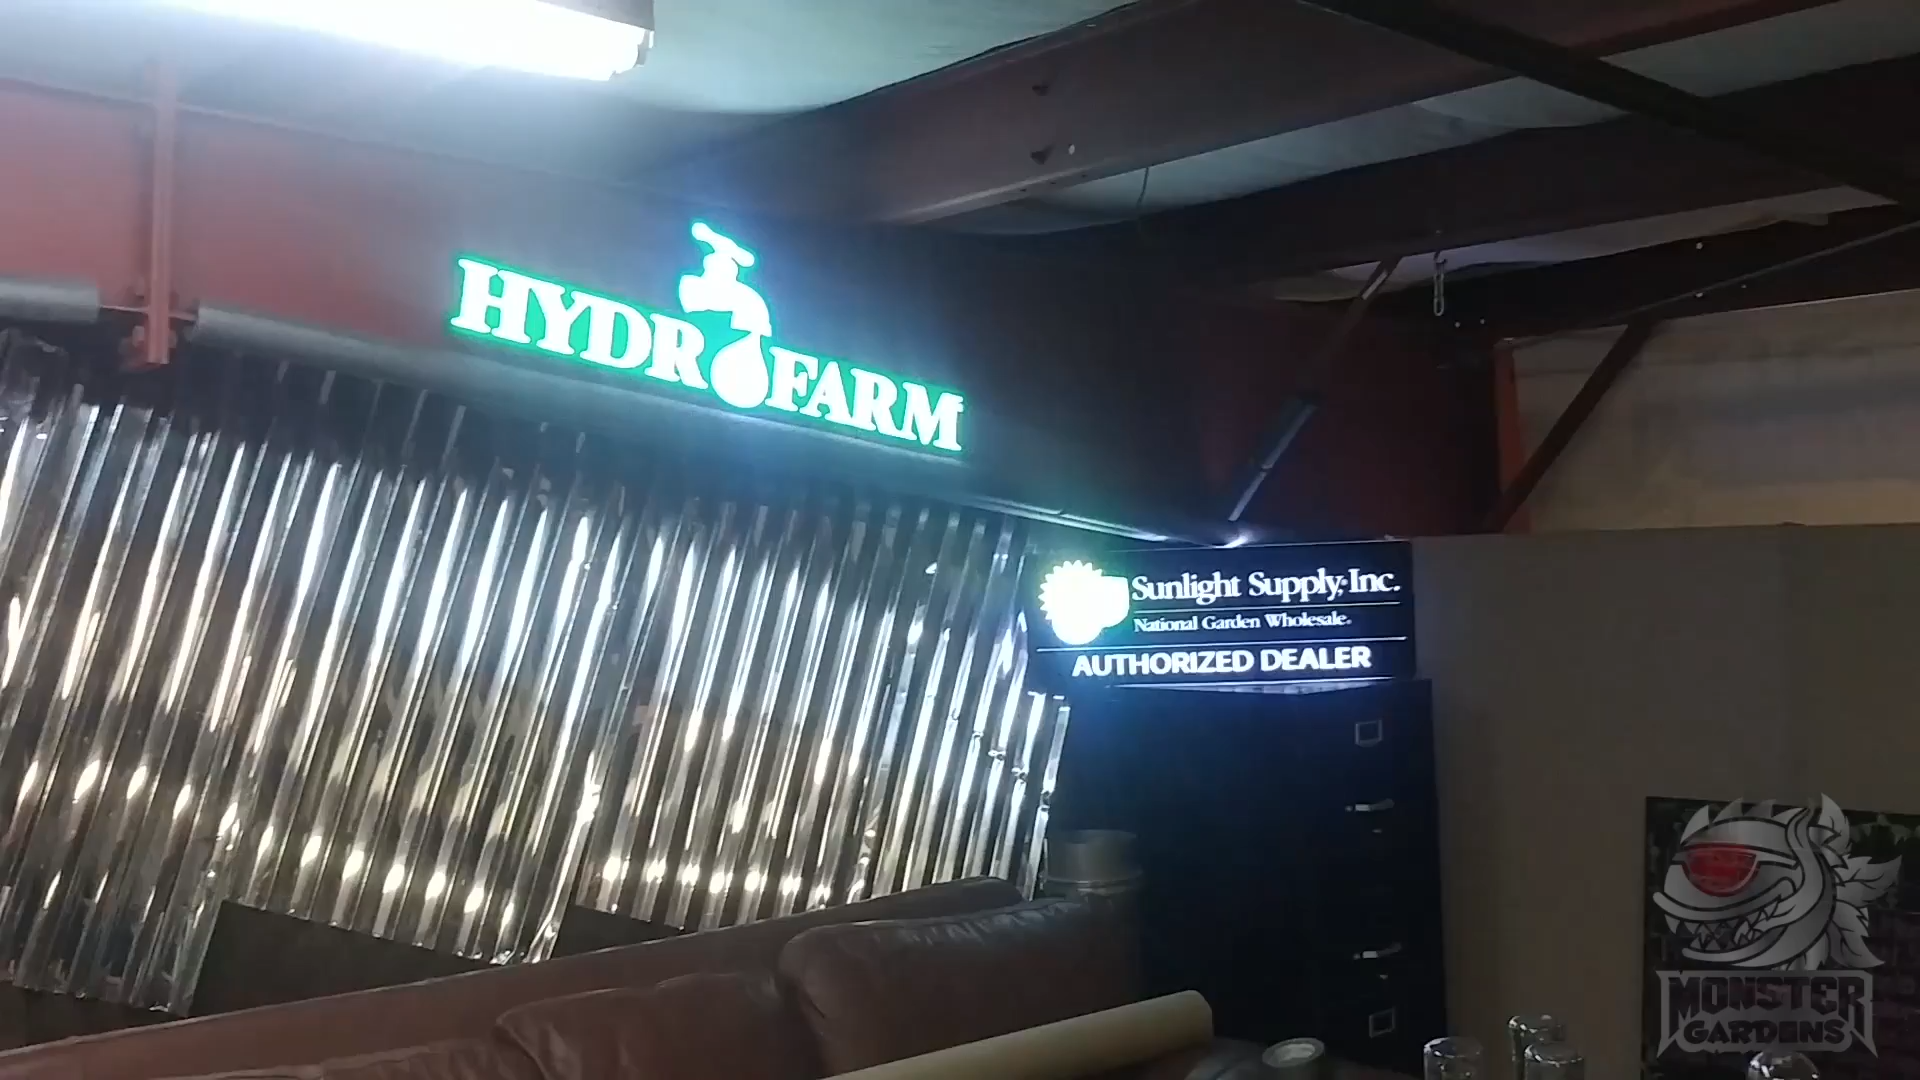 HYDROFARM
Sunlight Supply, Inc.
National Garden Wholesale®
AUTHORIZED DEALER
MONSTER
GARDENS